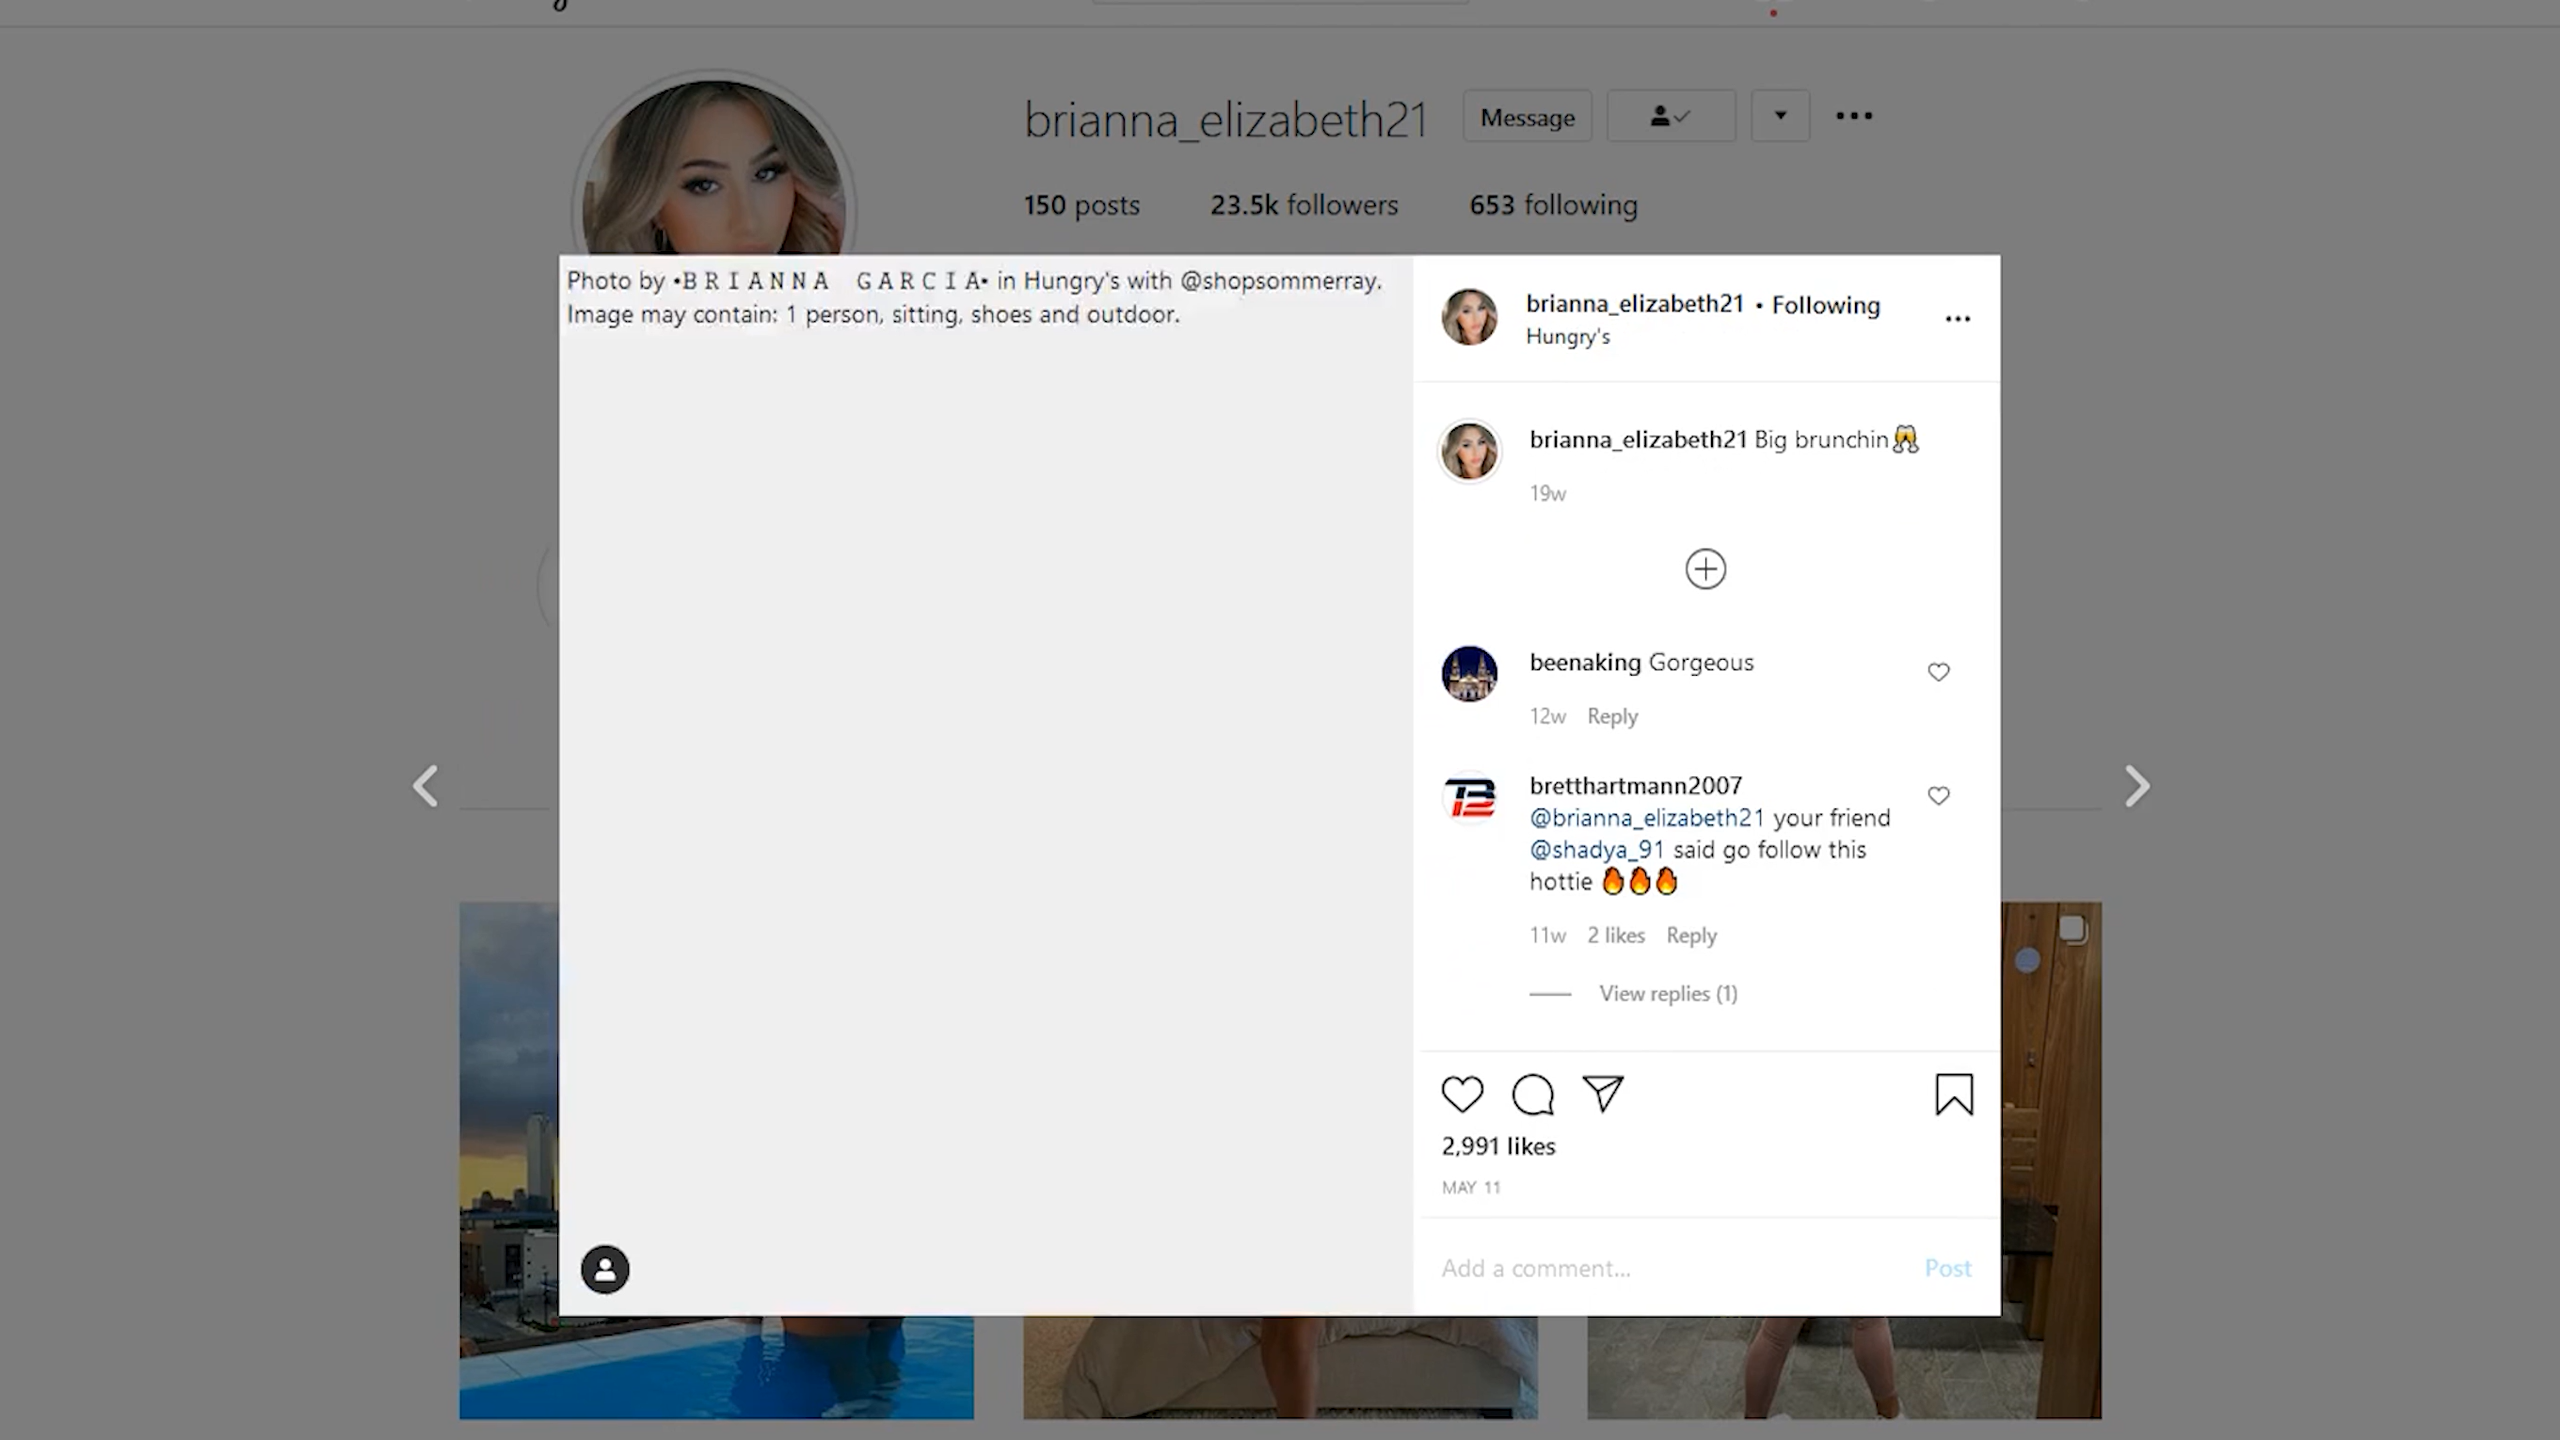 brianna_elizabeth21 Message
150 posts 23.5k followers 653 following
Photo by •B R I A N N A G A R C I A• in Hungry's with @shopsommerray.
Image may contain: 1 person, sitting, shoes and outdoor.
brianna_elizabeth21 • Following
Hungry's
brianna_elizabeth21 Big brunchin🥂
19w
beenaking Gorgeous
12w Reply
bretthartmann2007
@brianna_elizabeth21 your friend
@shadya_91 said go follow this
hottie 🔥🔥🔥
11w 2 likes Reply
View replies (1)
2,991 likes
MAY 11
Add a comment... Post